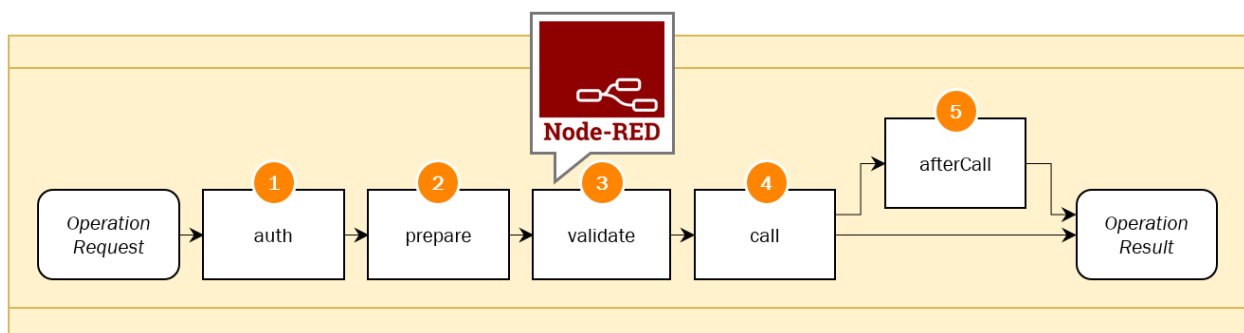 Node-RED
5
afterCall
1
2
3
4
Operation
Request
auth
prepare
validate
call
Operation
Result